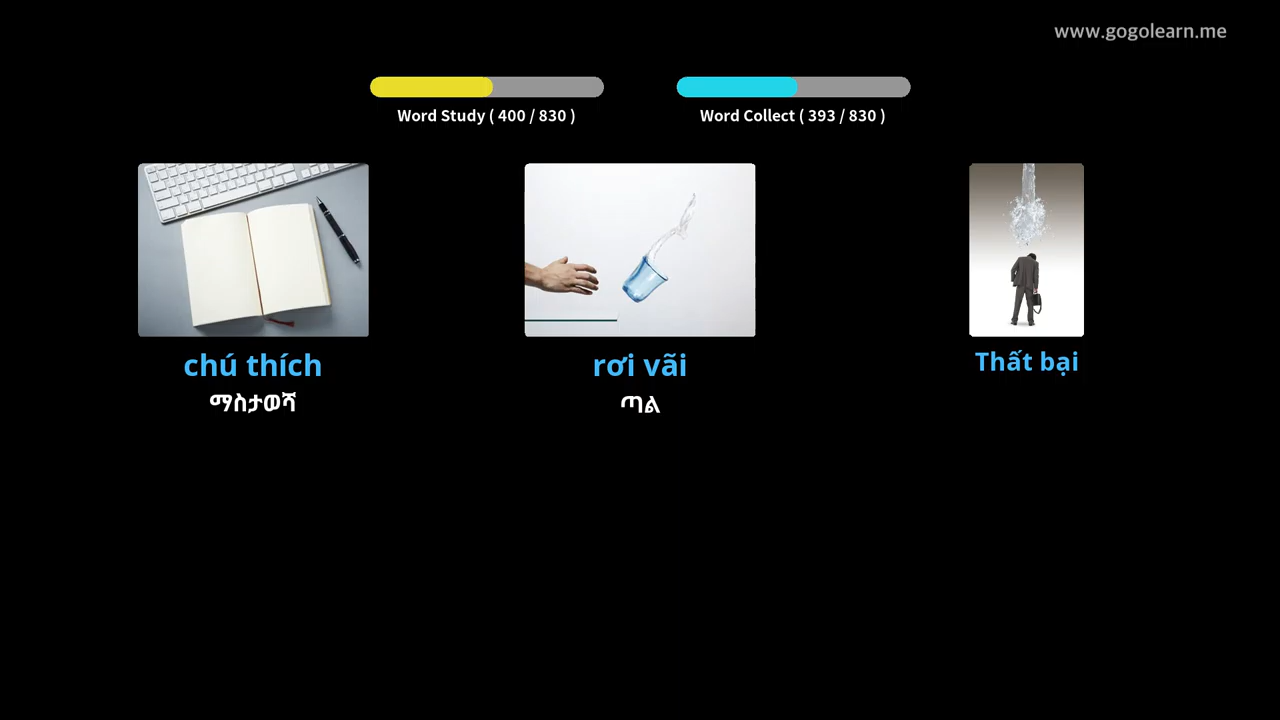 www.gogolearn.me
Word Study ( 400 / 830 )
Word Collect ( 393 / 830 )
chú thích
ማስታወሻ
rơi vãi
ጣል
Thất bại